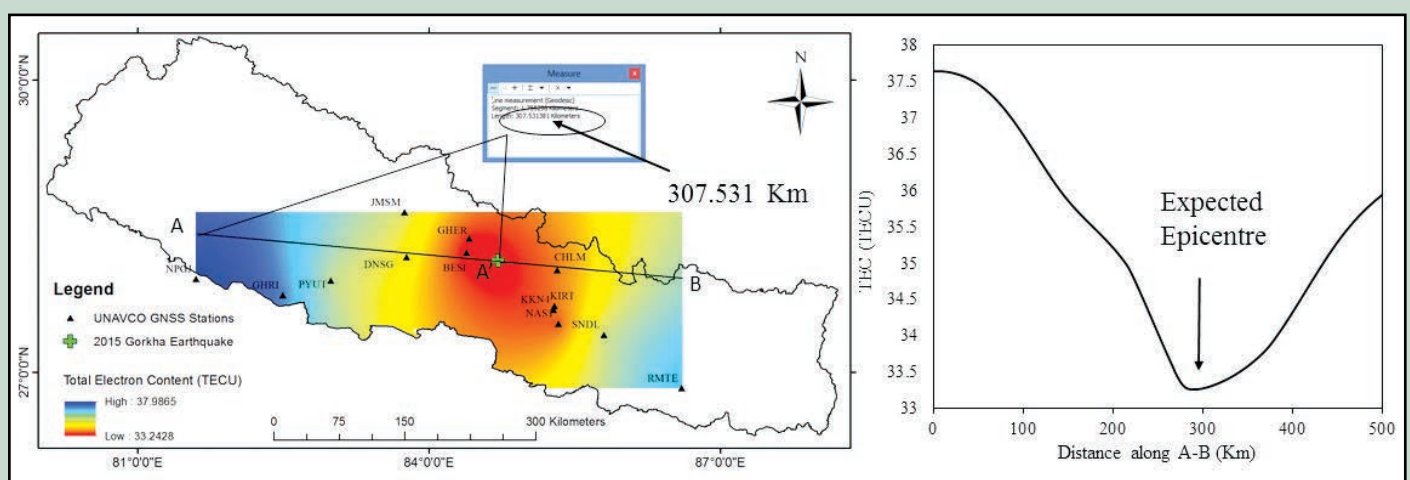 30°0'0"N
27°0'0"N
81°0'0"E
84°0'0"E
87°0'0"E
Measure
Line measurement (Geodesic)
Length: 307.531381 Kilometers
307.531 Km
N
A
JMSM
GHER
DNSG
BESI
A'
CHLM
B
NPGJ
GHRI
PYUT
KKN4
KIRT
NAST
SNDL
RMTE
Legend
UNAVCO GNSS Stations
2015 Gorkha Earthquake
Total Electron Content (TECU)
High : 37.9865
Low : 33.2428
0 75 150 300 Kilometers
TEC (TECU)
38
37.5
37
36.5
36
35.5
35
34.5
34
33.5
33
Expected
Epicentre
0 100 200 300 400 500
Distance along A-B (Km)